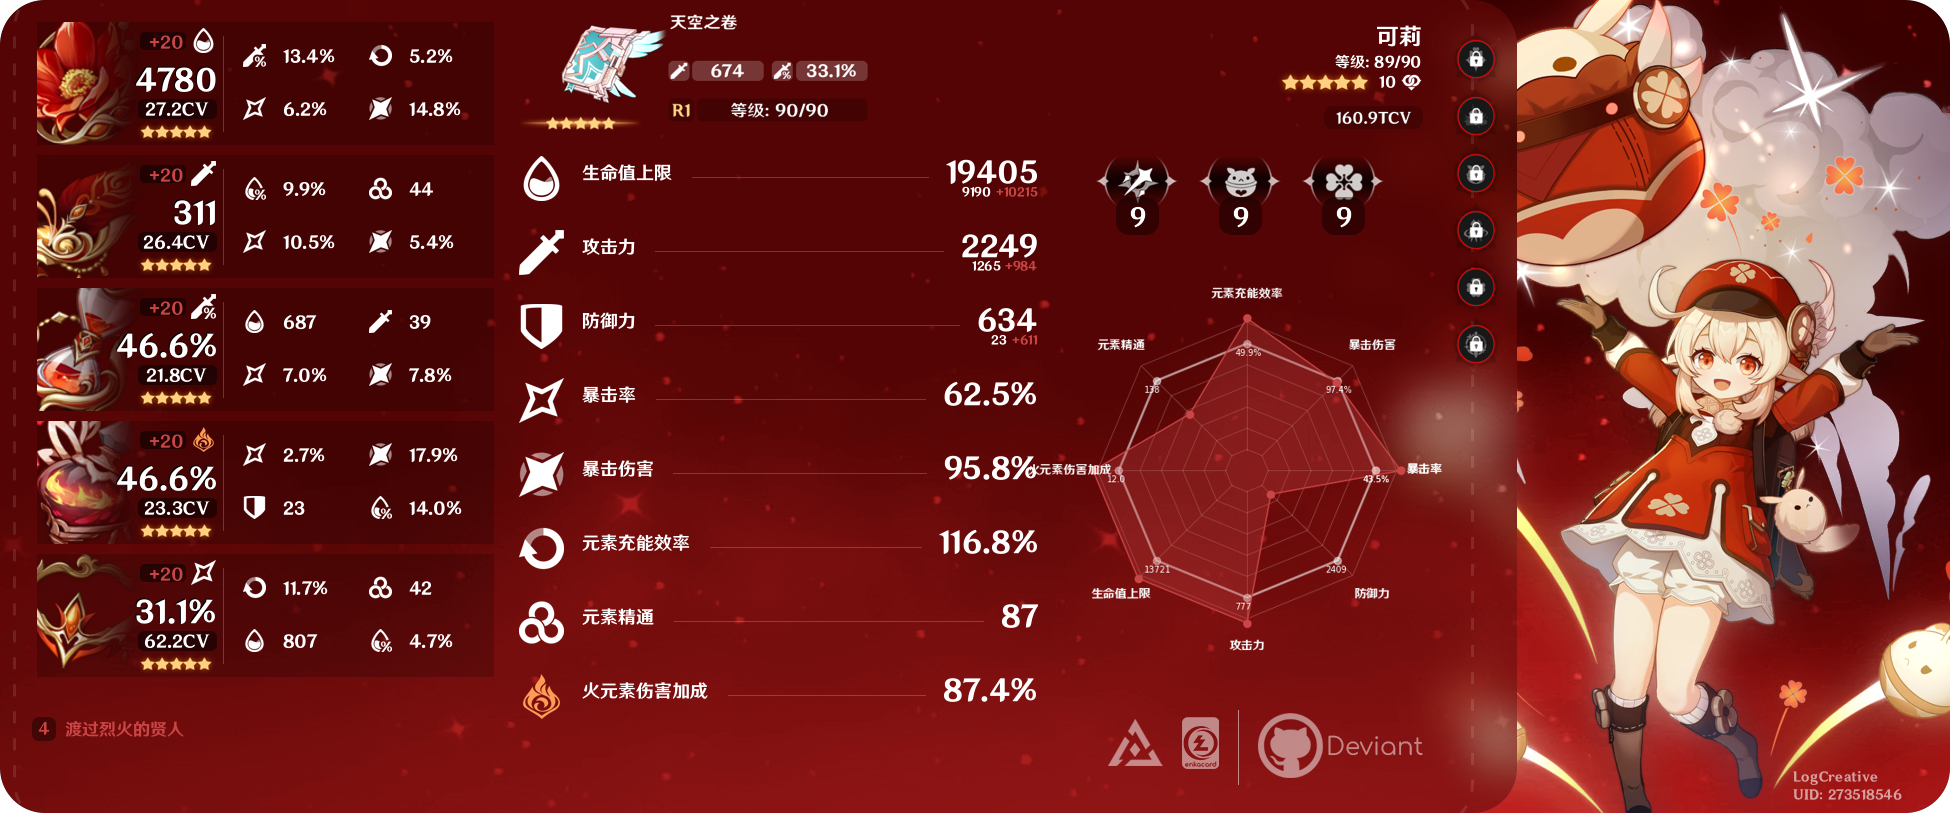 +20
4780
27.2CV
13.4%
5.2%
6.2%
14.8%
+20
311
26.4CV
9.9%
44
10.5%
5.4%
+20
46.6%
21.8CV
687
39
7.0%
7.8%
+20
46.6%
23.3CV
2.7%
17.9%
23
14.0%
+20
31.1%
62.2CV
11.7%
42
807
4.7%
4 渡过烈火的贤人
天空之卷
674
33.1%
R1
等级: 90/90
生命值上限
19405
9190 +10215
攻击力
2249
1265 +984
防御力
634
23 +611
暴击率
62.5%
暴击伤害
95.8%
元素充能效率
116.8%
元素精通
87
火元素伤害加成
87.4%
可莉
等级: 89/90
10
160.9TCV
9
9
9
元素充能效率
49.9%
元素精通
138
暴击伤害
97.4%
火元素伤害加成
12.0
暴击率
43.5%
生命值上限
13721
防御力
2409
777
攻击力
enkacard
Deviant
LogCreative
UID: 273518546